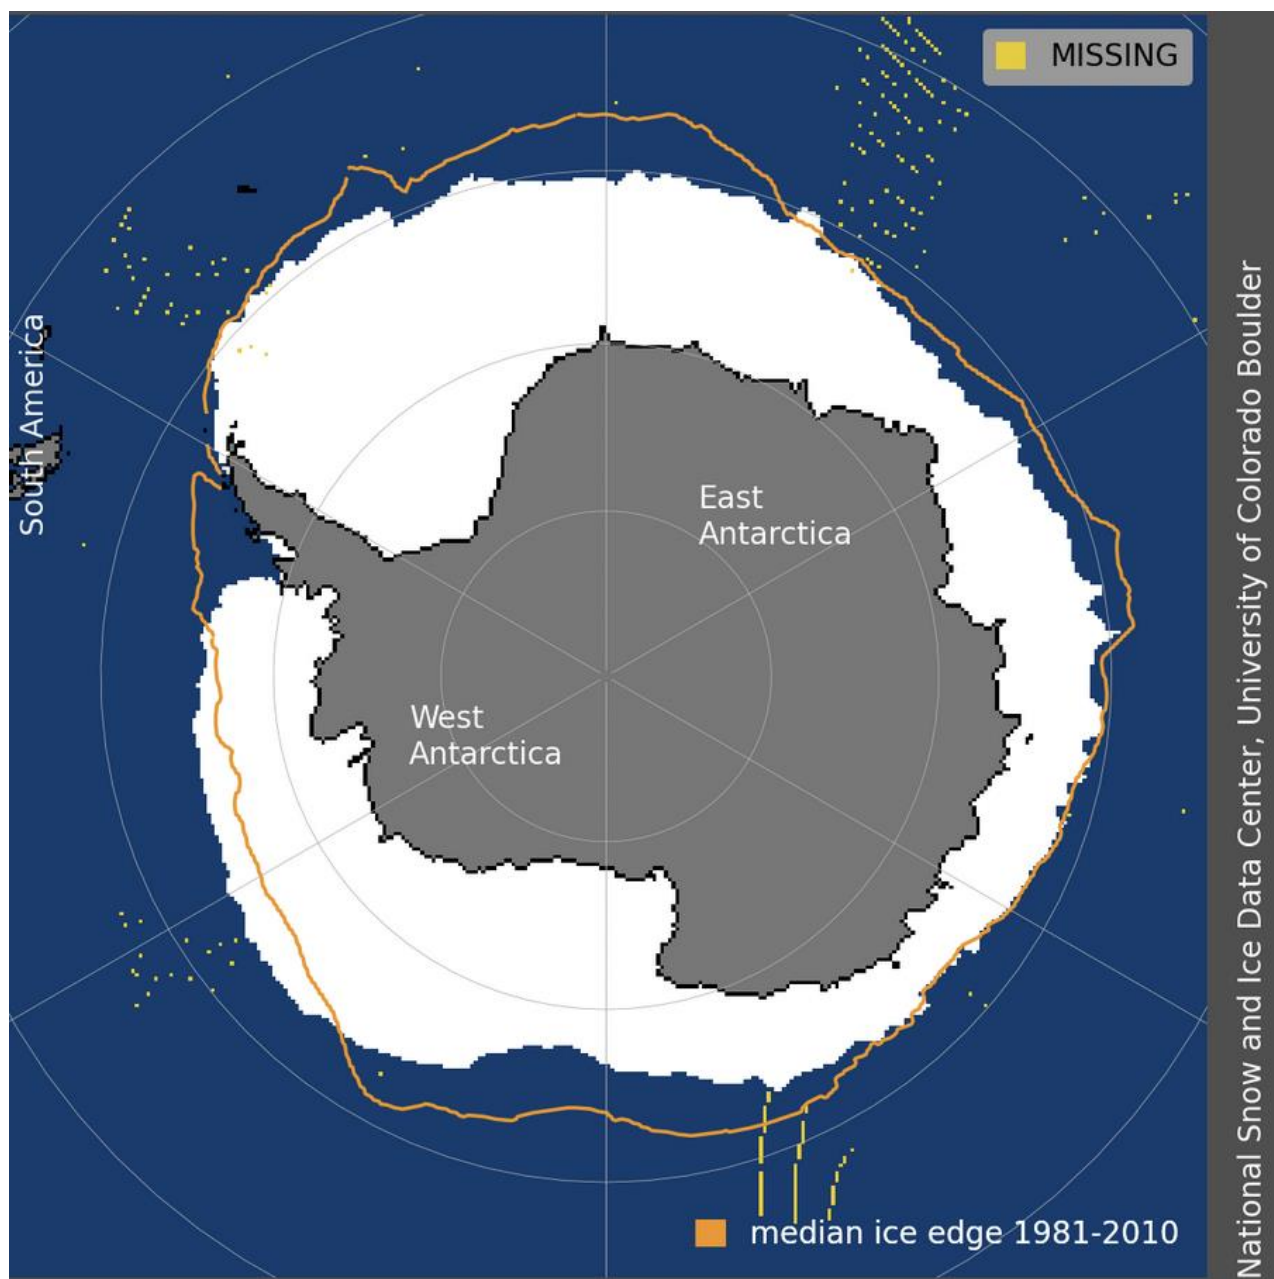 MISSING
South America
East
Antarctica
West
Antarctica
median ice edge 1981-2010
National Snow and Ice Data Center, University of Colorado Boulder